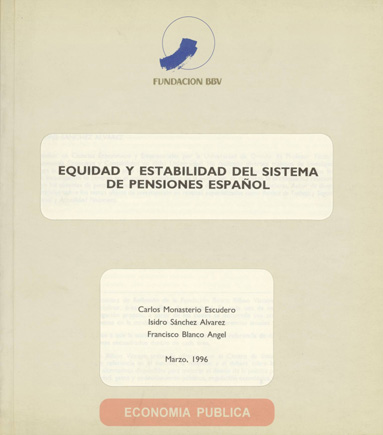 FUNDACION BBV
EQUIDAD Y ESTABILIDAD DEL SISTEMA
DE PENSIONES ESPAÑOL
Carlos Monasterio Escudero
Isidro Sánchez Alvarez
Francisco Blanco Angel
Marzo, 1996
ECONOMIA PUBLICA